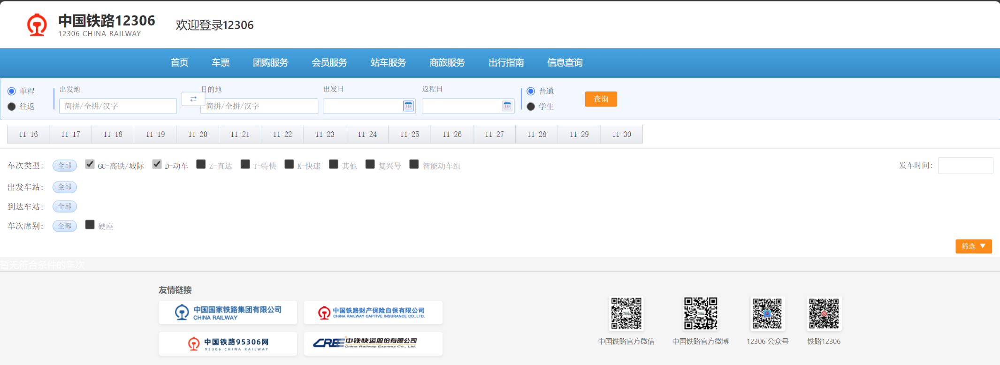 中国铁路12306
12306 CHINA RAILWAY
欢迎登录12306
首页 车票 团购服务 会员服务 站车服务 商旅服务 出行指南 信息查询
单程
往返
出发地
简拼/全拼/汉字
⇄
目的地
简拼/全拼/汉字
出发日
返程日
普通
学生
查询
11-16 11-17 11-18 11-19 11-20 11-21 11-22 11-23 11-24 11-25 11-26 11-27 11-28 11-29 11-30
车次类型: 全部 GC-高铁/城际 D-动车 Z-直达 T-特快 K-快速 其他 复兴号 智能动车组
发车时间:
出发车站: 全部
到达车站: 全部
车次席别: 全部 硬座
筛选 ▼
暂无符合条件的车次
友情链接
中国国家铁路集团有限公司
CHINA RAILWAY
中国铁路财产保险自保有限公司
CHINA RAILWAY CAPTIVE INSURANCE CO.,LTD.
中国铁路95306网
95306 CHINA RAILWAY
CREE 中铁快运股份有限公司
China Railway Express Co., Ltd.
中国铁路官方微信
中国铁路官方微博
12306 公众号
铁路12306